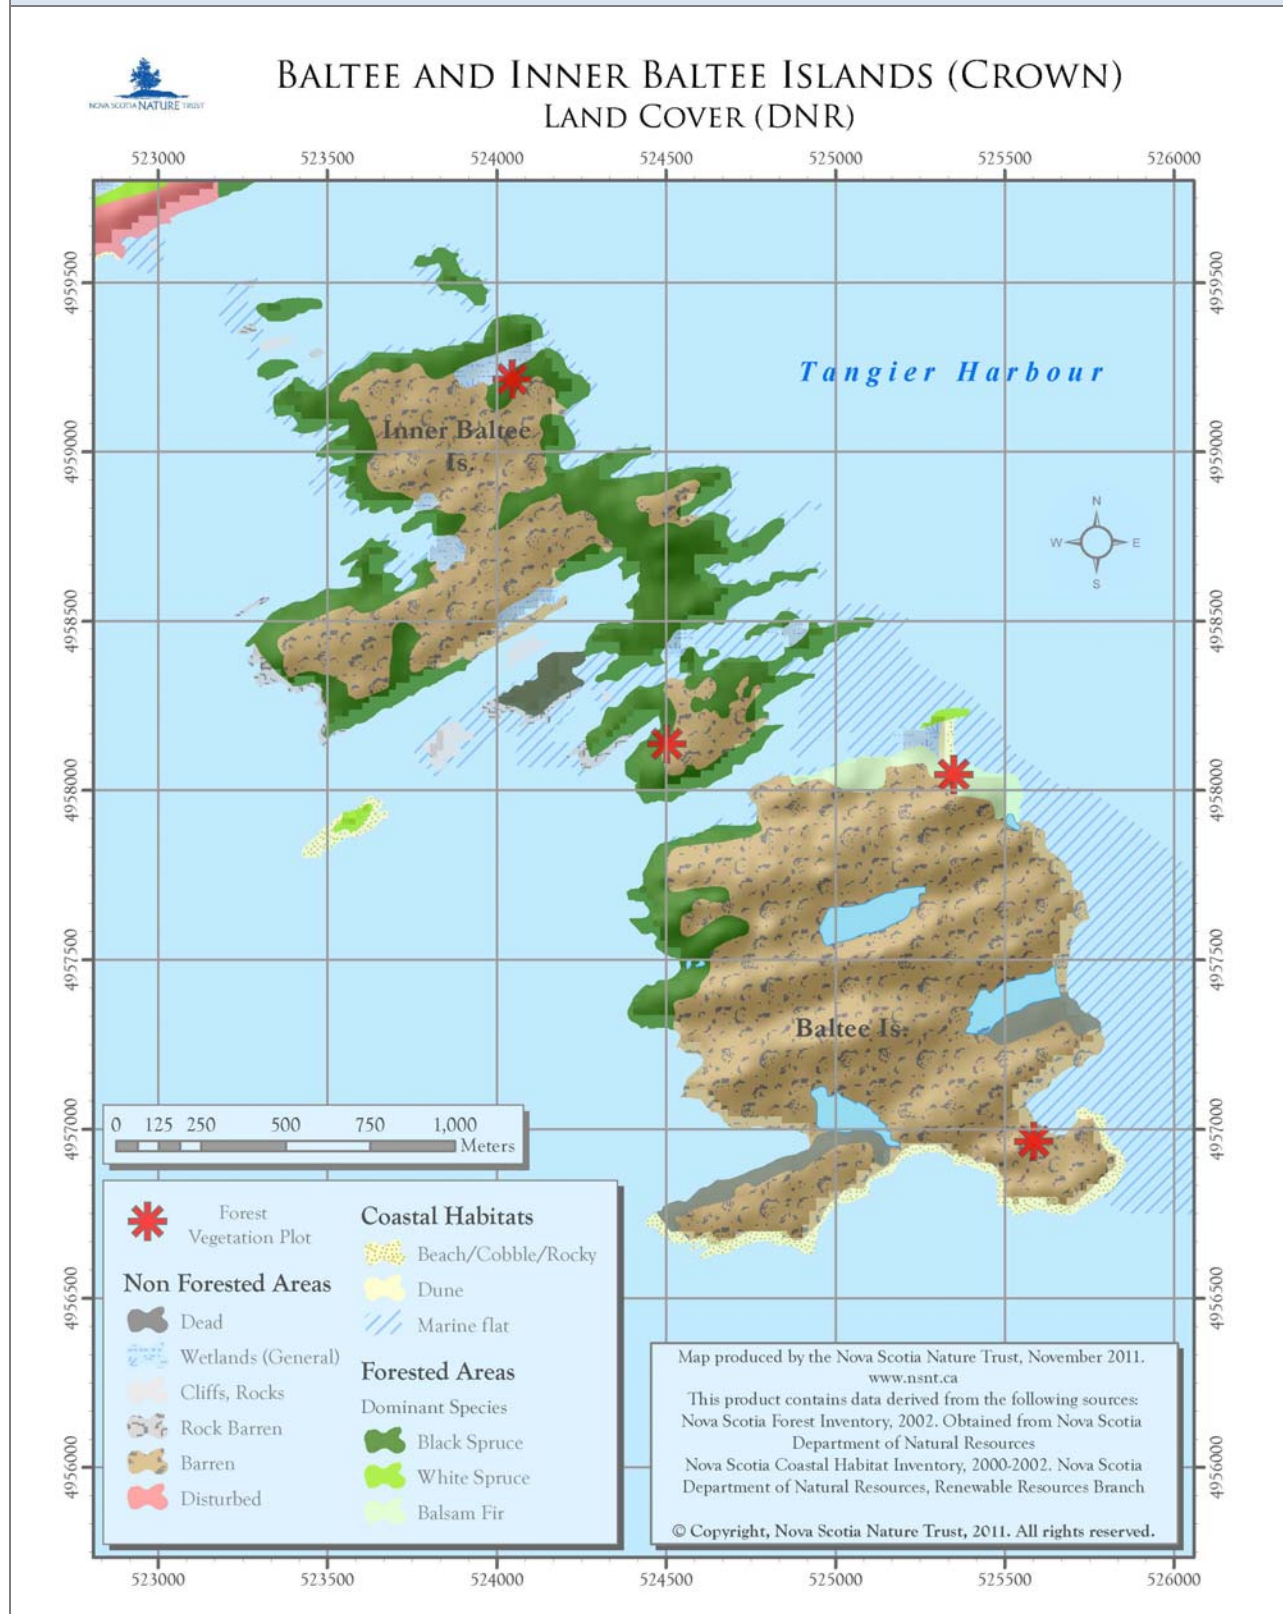 NOVA SCOTIA NATURE TRUST
BALTEE AND INNER BALTEE ISLANDS (CROWN)
LAND COVER (DNR)
523000 523500 524000 524500 525000 525500 526000
4959500 4959500
Tangier Harbour
Inner Baltee
Is.
4959000 4959000
N
W E
S
4958500 4958500
4958000 4958000
4957500 4957500
Baltee Is.
4957000 4957000
0 125 250 500 750 1,000
Meters
4956500 4956500
4956000 4956000
Forest
Vegetation Plot
Non Forested Areas
Dead
Wetlands (General)
Cliffs, Rocks
Rock Barren
Barren
Disturbed
Coastal Habitats
Beach/Cobble/Rocky
Dune
Marine flat
Forested Areas
Dominant Species
Black Spruce
White Spruce
Balsam Fir
Map produced by the Nova Scotia Nature Trust, November 2011.
www.nsnt.ca
This product contains data derived from the following sources:
Nova Scotia Forest Inventory, 2002. Obtained from Nova Scotia
Department of Natural Resources
Nova Scotia Coastal Habitat Inventory, 2000-2002. Nova Scotia
Department of Natural Resources, Renewable Resources Branch
© Copyright, Nova Scotia Nature Trust, 2011. All rights reserved.
523000 523500 524000 524500 525000 525500 526000